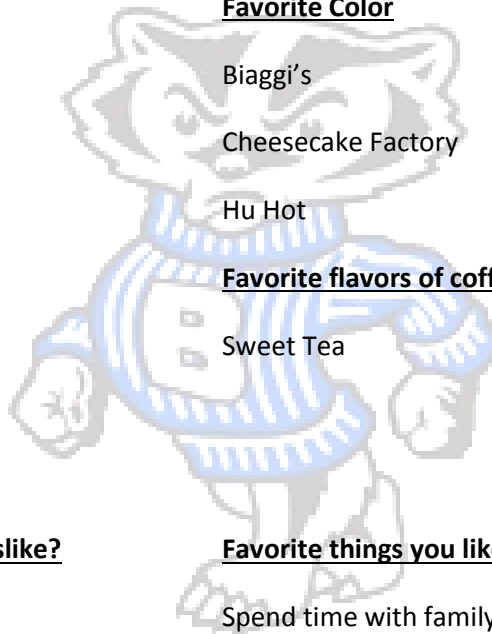 Favorite Color
Biaggi’s
Cheesecake Factory
Hu Hot
Favorite flavors of coff
Sweet Tea
slike?
Favorite things you like
Spend time with family